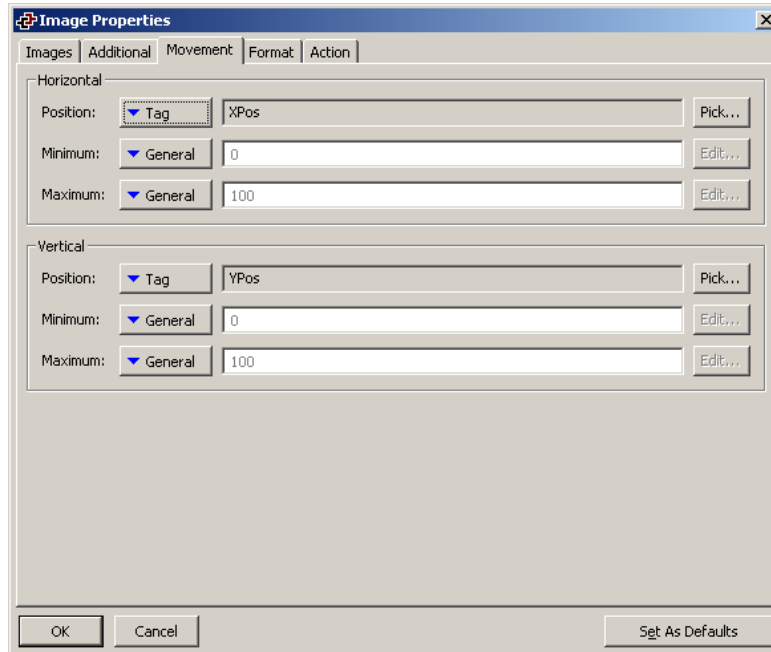 Image Properties
Images Additional Movement Format Action
Horizontal
Position: Tag XPos Pick...
Minimum: General 0 Edit...
Maximum: General 100 Edit...
Vertical
Position: Tag YPos Pick...
Minimum: General 0 Edit...
Maximum: General 100 Edit...
OK Cancel Set As Defaults